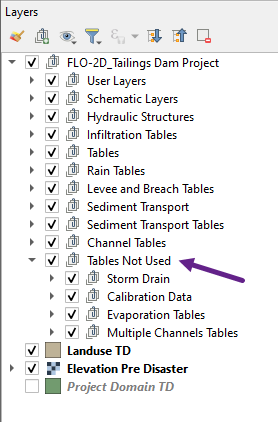 Layers
FLO-2D_Tailings Dam Project
User Layers
Schematic Layers
Hydraulic Structures
Infiltration Tables
Tables
Rain Tables
Levee and Breach Tables
Sediment Transport
Sediment Transport Tables
Channel Tables
Tables Not Used
Storm Drain
Calibration Data
Evaporation Tables
Multiple Channels Tables
Landuse TD
Elevation Pre Disaster
Project Domain TD